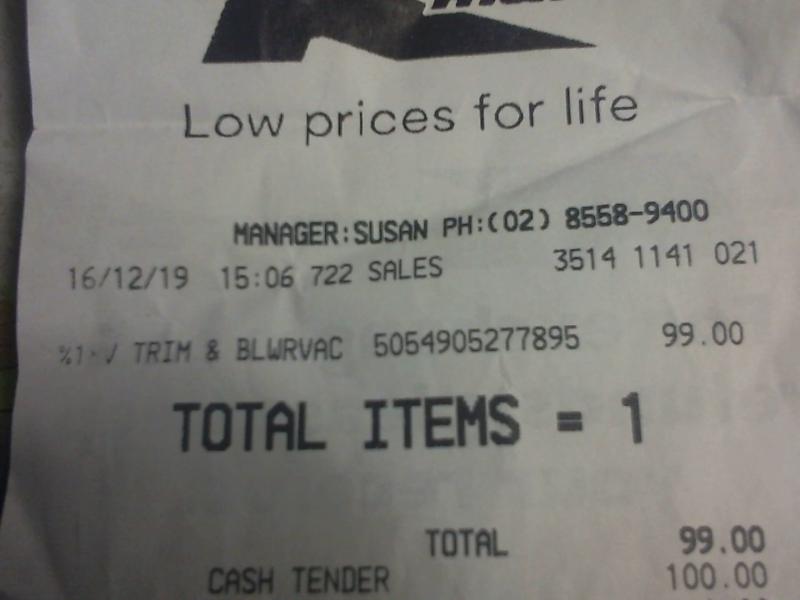 Low prices for life
MANAGER:SUSAN PH:(02) 8558-9400
16/12/19 15:06 722 SALES 3514 1141 021
TRIM & BLWRVAC 5054905277895 99.00
TOTAL ITEMS = 1
TOTAL 99.00
CASH TENDER 100.00